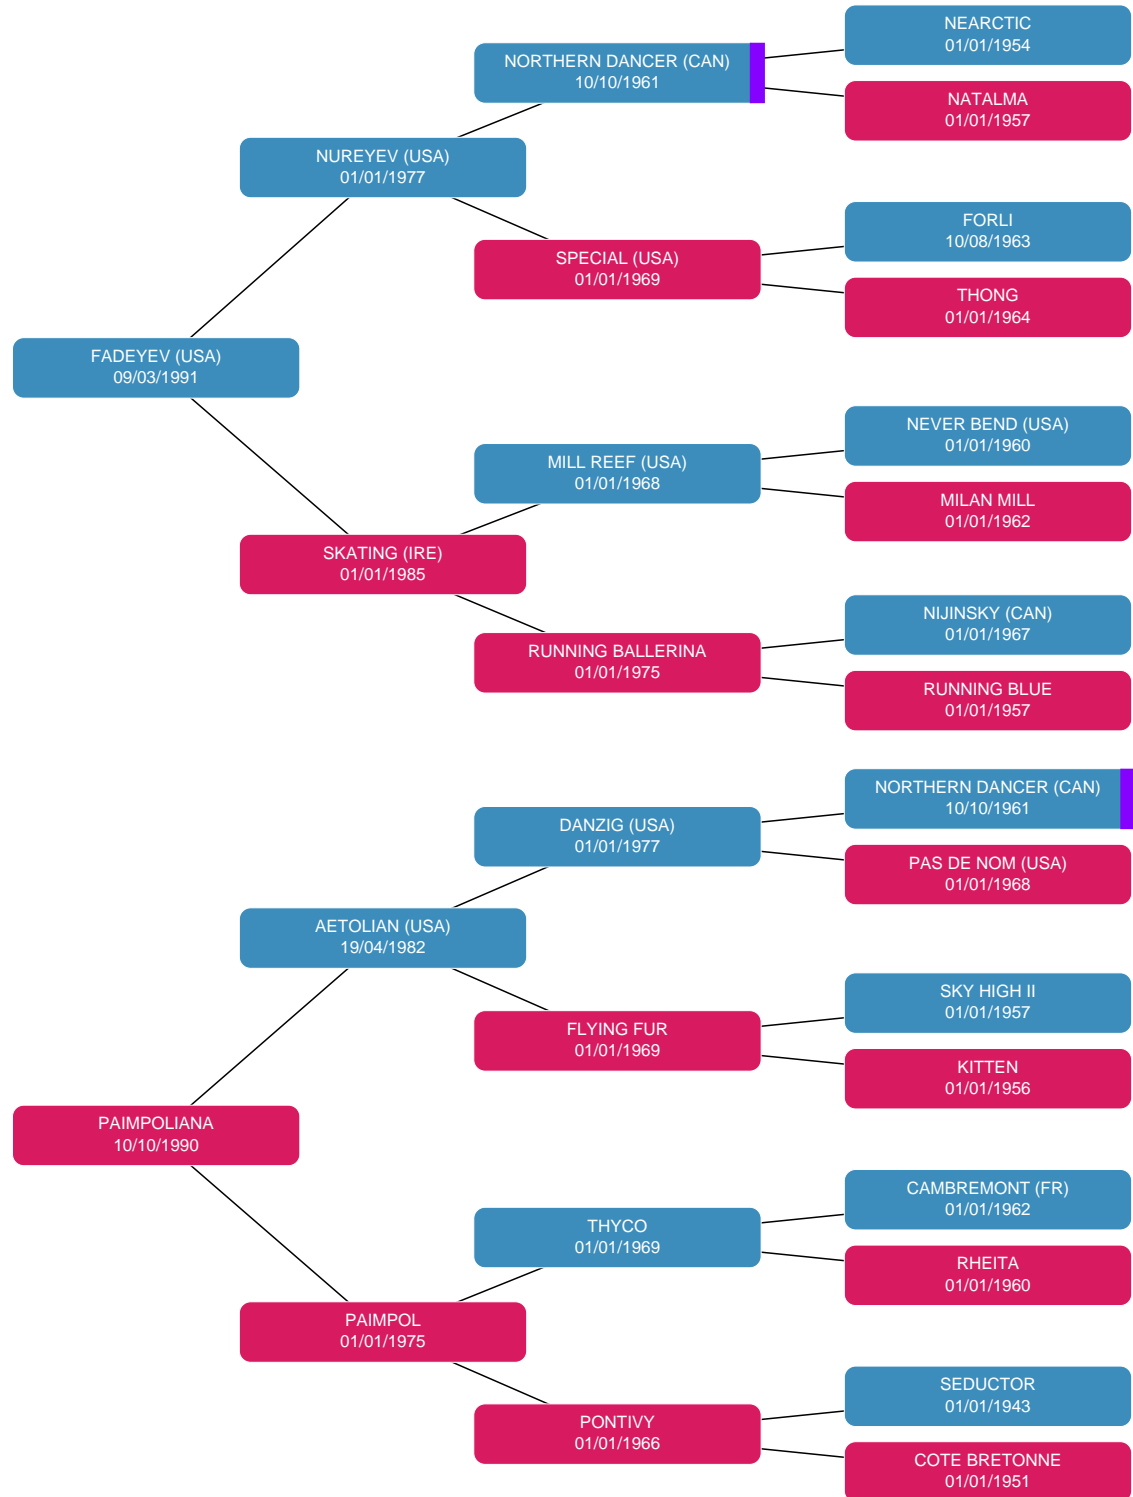 NEARCTIC
01/01/1954
NORTHERN DANCER (CAN)
10/10/1961
NATALMA
01/01/1957
NUREYEV (USA)
01/01/1977
FORLI
10/08/1963
SPECIAL (USA)
01/01/1969
THONG
01/01/1964
FADEYEV (USA)
09/03/1991
NEVER BEND (USA)
01/01/1960
MILL REEF (USA)
01/01/1968
MILAN MILL
01/01/1962
SKATING (IRE)
01/01/1985
NIJINSKY (CAN)
01/01/1967
RUNNING BALLERINA
01/01/1975
RUNNING BLUE
01/01/1957
NORTHERN DANCER (CAN)
10/10/1961
DANZIG (USA)
01/01/1977
PAS DE NOM (USA)
01/01/1968
AETOLIAN (USA)
19/04/1982
SKY HIGH II
01/01/1957
FLYING FUR
01/01/1969
KITTEN
01/01/1956
PAIMPOLIANA
10/10/1990
CAMBREMONT (FR)
01/01/1962
THYCO
01/01/1969
RHEITA
01/01/1960
PAIMPOL
01/01/1975
SEDUCTOR
01/01/1943
PONTIVY
01/01/1966
COTE BRETONNE
01/01/1951